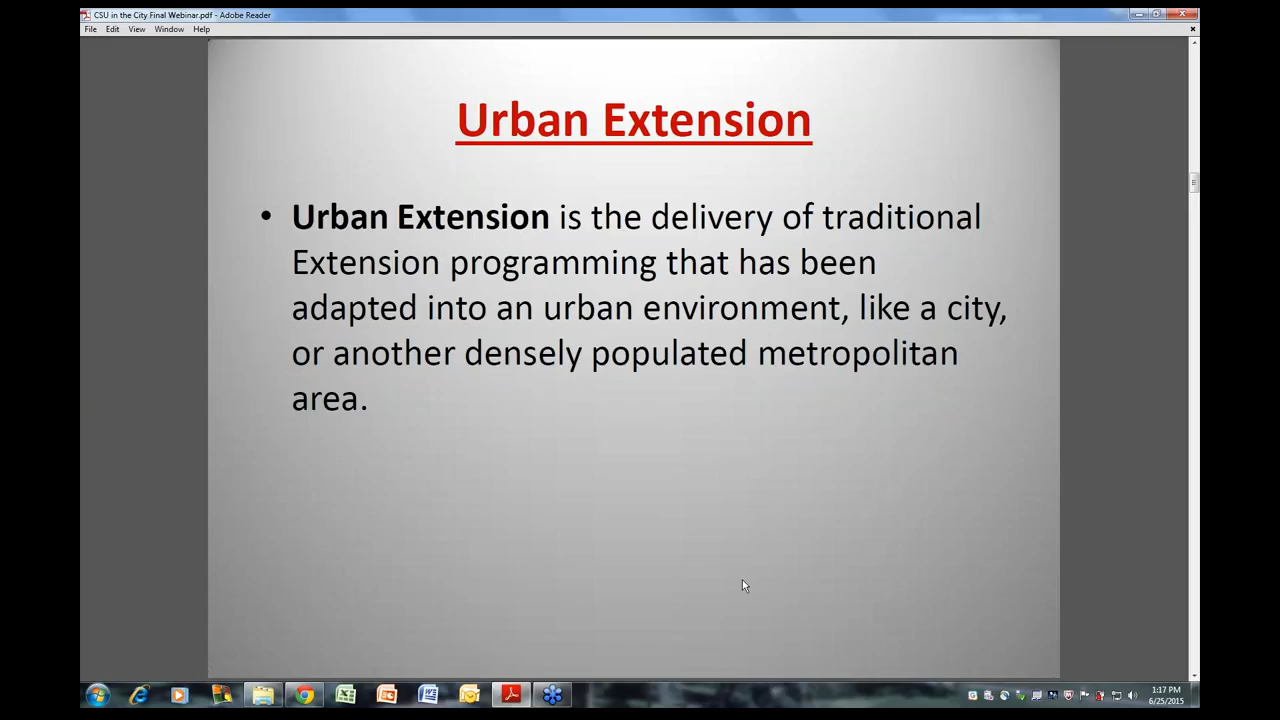 CSU in the City Final Webinar.pdf - Adobe Reader
File Edit View Window Help
Urban Extension
• Urban Extension is the delivery of traditional
Extension programming that has been
adapted into an urban environment, like a city,
or another densely populated metropolitan
area.
1:17 PM
6/25/2015